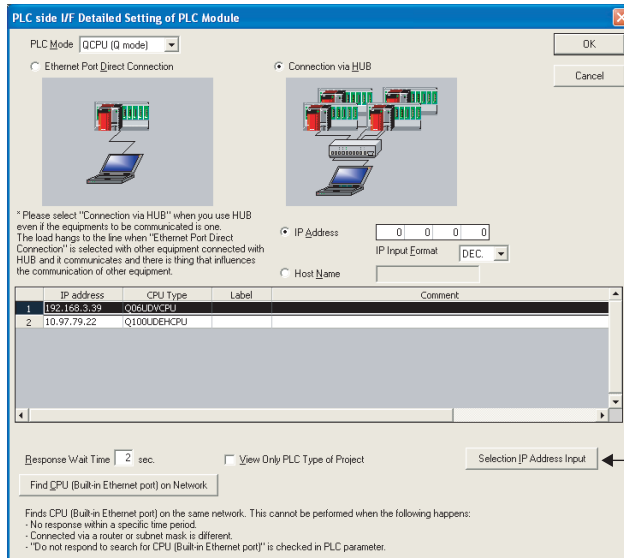 PLC side I/F Detailed Setting of PLC Module
PLC Mode QCPU (Q mode)
OK
Cancel
Ethernet Port Direct Connection
Connection via HUB
* Please select "Connection via HUB" when you use HUB
even if the equipments to be communicated is one.
The load hangs to the line when "Ethernet Port Direct
Connection" is selected with other equipment connected with
HUB and it communicates and there is thing that influences
the communication of other equipment.
IP Address 0 0 0 0
IP Input Format DEC.
Host Name
IP address CPU Type Label Comment
1 192.168.3.39 Q06UDVCPU
2 10.97.79.22 Q100UDEHCPU
Response Wait Time 2 sec.
View Only PLC Type of Project
Selection IP Address Input
Find CPU (Built-in Ethernet port) on Network
Finds CPU (Built-in Ethernet port) on the same network. This cannot be performed when the following happens:
- No response within a specific time period.
- Connected via a router or subnet mask is different.
- "Do not respond to search for CPU (Built-in Ethernet port)" is checked in PLC parameter.